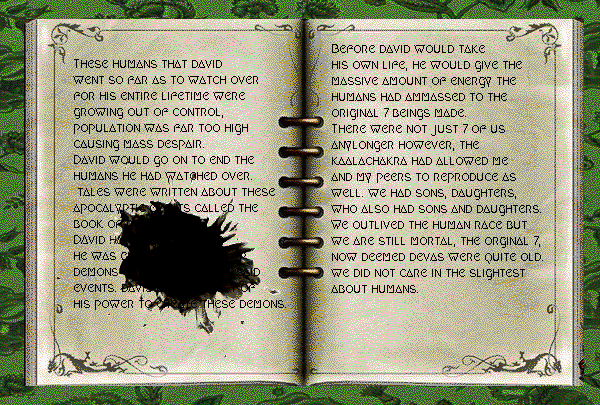 These humans that David
went so far as to watch over
for his entire lifetime were
growing out of control,
population was far too high
causing mass despair.
David would go on to end the
humans he had watched over.
Tales were written about these
apocalyptic called the
book of
David
He was
demons
events.
his power to these demons.
Before David would take
his own life, he would give the
massive amount of energy the
humans had ammassed to the
original 7 beings made.
There were not just 7 of us
anylonger however, the
Kaalachakra had allowed me
and my peers to reproduce as
well. We had sons, daughters,
who also had sons and daughters.
We outlived the human race but
we are still mortal, the orginal 7,
now deemed Devas were quite old.
We did not care in the slightest
about humans.